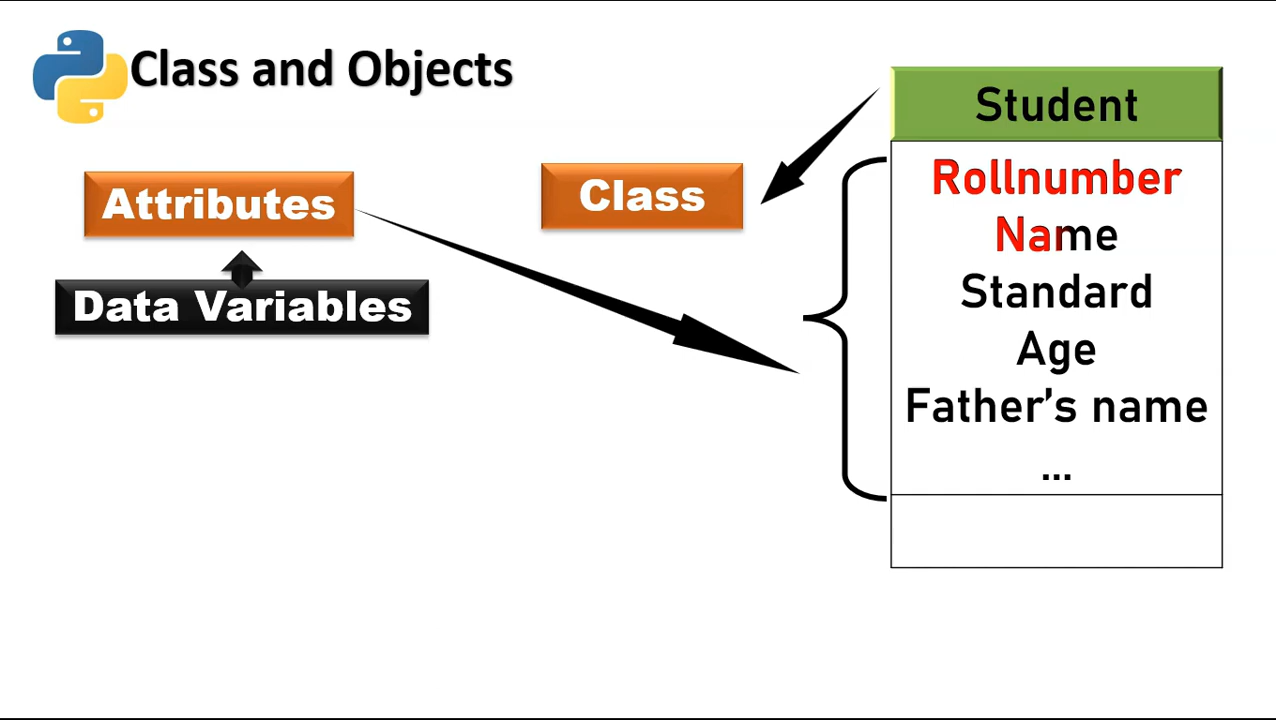 Class and Objects
Attributes
Data Variables
Class
Student
Rollnumber
Name
Standard
Age
Father’s name
...